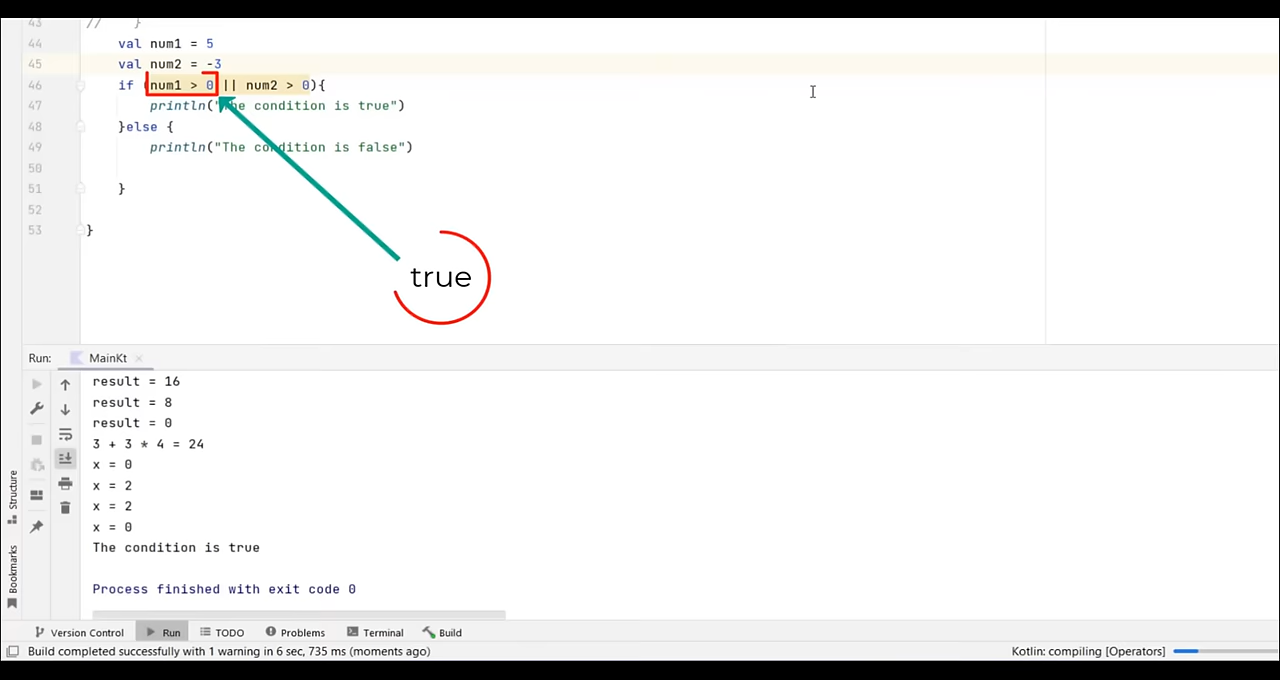 43 // }
44 val num1 = 5
45 val num2 = -3
46 if (num1 > 0 || num2 > 0){
47 println("The condition is true")
48 }else {
49 println("The condition is false")
50
51 }
52
53 }
true
Run: MainKt ×
result = 16
result = 8
result = 0
3 + 3 * 4 = 24
x = 0
x = 2
x = 2
x = 0
The condition is true
Process finished with exit code 0
Structure
Bookmarks
Version Control Run TODO Problems Terminal Build
Build completed successfully with 1 warning in 6 sec, 735 ms (moments ago) Kotlin: compiling [Operators]